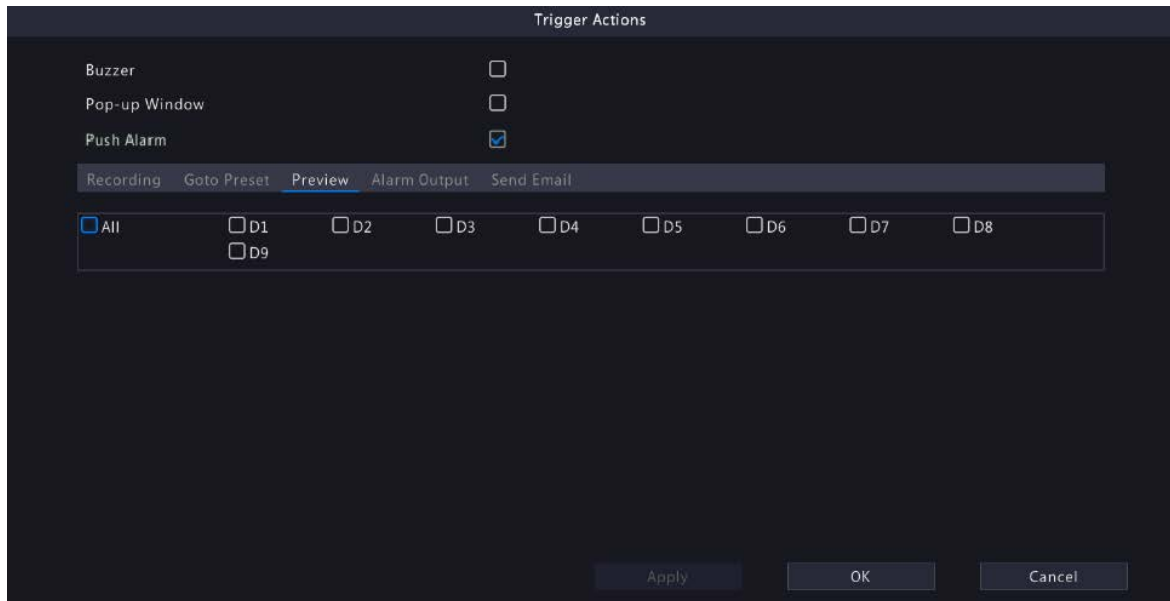 Trigger Actions
Buzzer
Pop-up Window
Push Alarm
Recording Goto Preset Preview Alarm Output Send Email
All D1 D2 D3 D4 D5 D6 D7 D8
D9
Apply OK Cancel